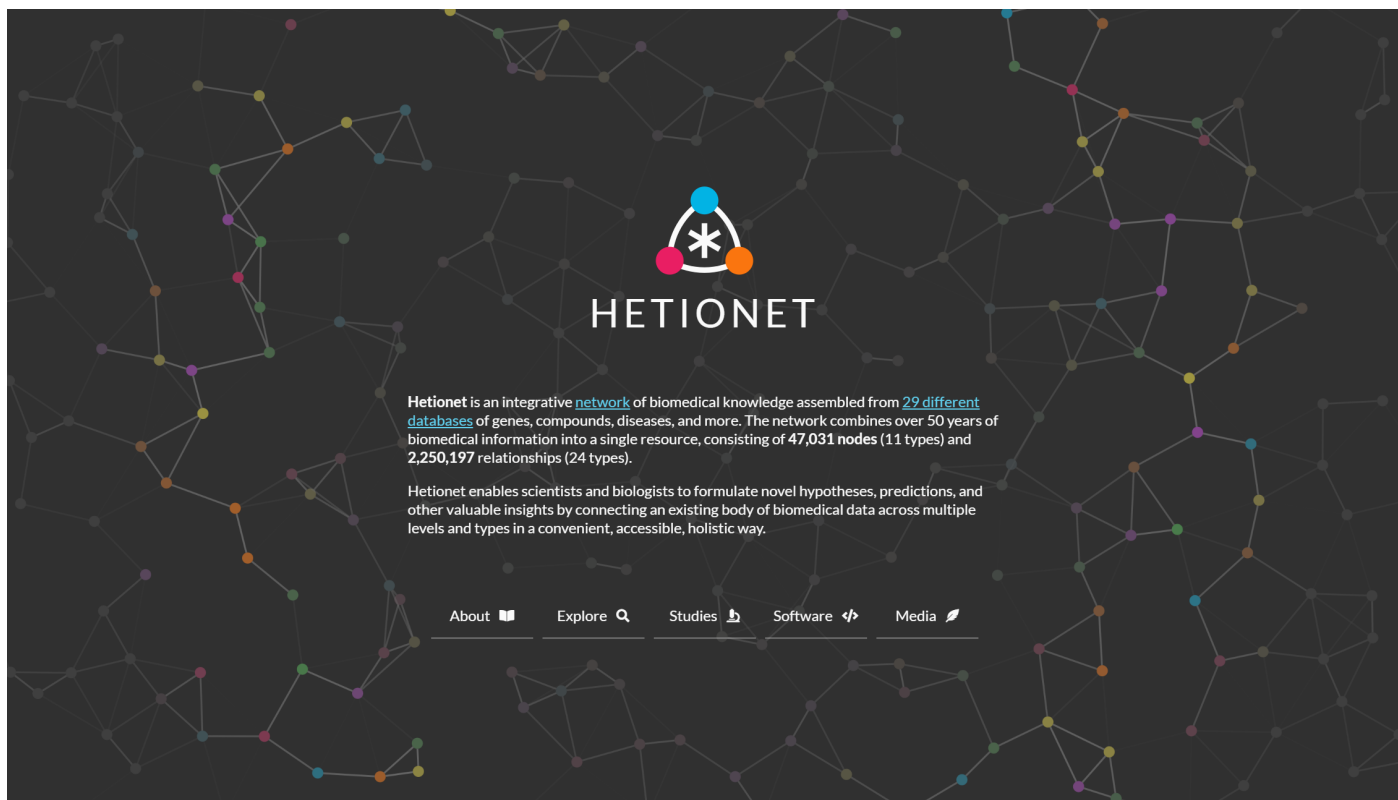 HETIONET
Hetionet is an integrative network of biomedical knowledge assembled from 29 different
databases of genes, compounds, diseases, and more. The network combines over 50 years of
biomedical information into a single resource, consisting of 47,031 nodes (11 types) and
2,250,197 relationships (24 types).
Hetionet enables scientists and biologists to formulate novel hypotheses, predictions, and
other valuable insights by connecting an existing body of biomedical data across multiple
levels and types in a convenient, accessible, holistic way.
About Explore Studies Software Media